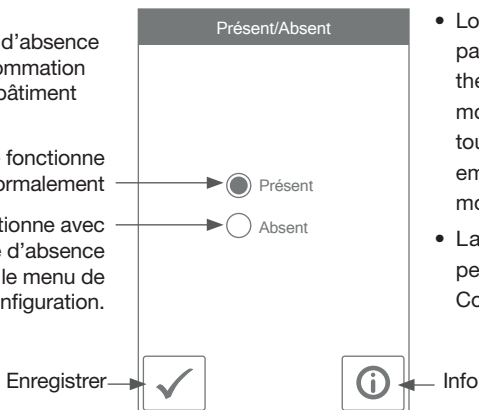 d'absence
ommation
bâtiment
fonctionne
ormalement
tionne avec
d'absence
le menu de
nfiguration.
Enregistrer
Présent/Absent
Présent
Absent
Info
• Lo
pa
the
mo
tou
em
mo
• La
pe
Co